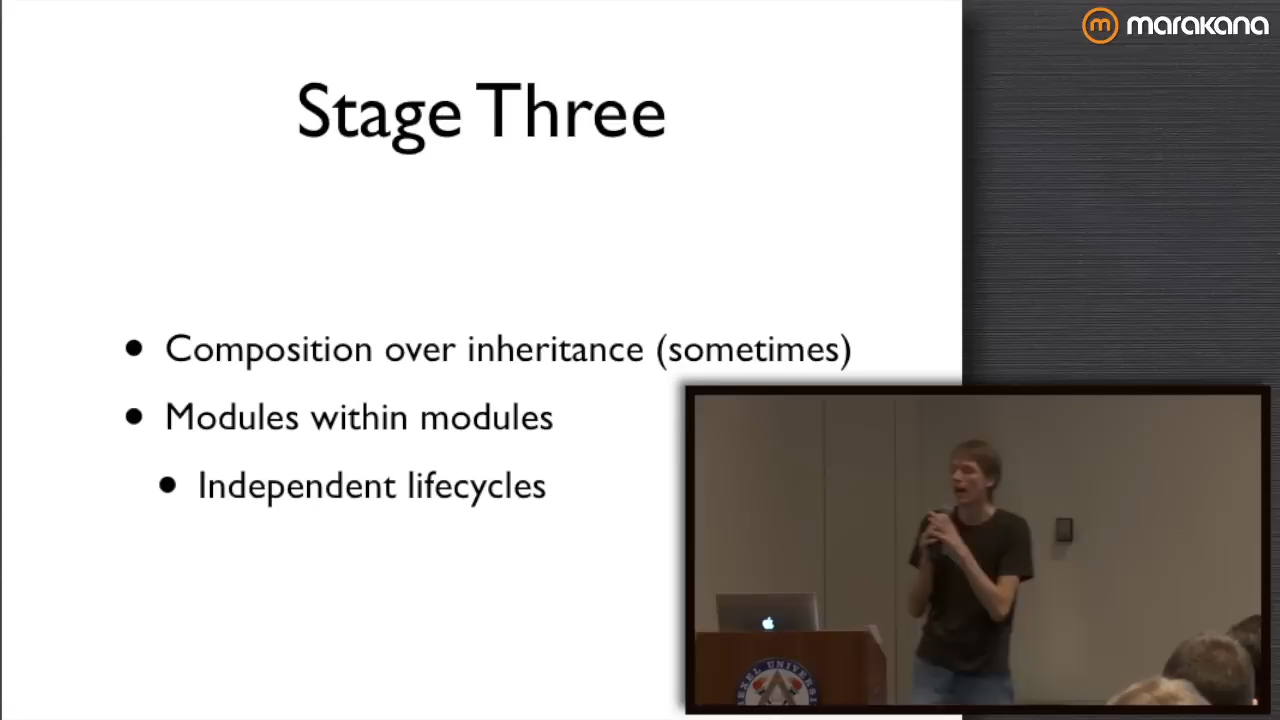 marakana
Stage Three
• Composition over inheritance (sometimes)
• Modules within modules
• Independent lifecycles